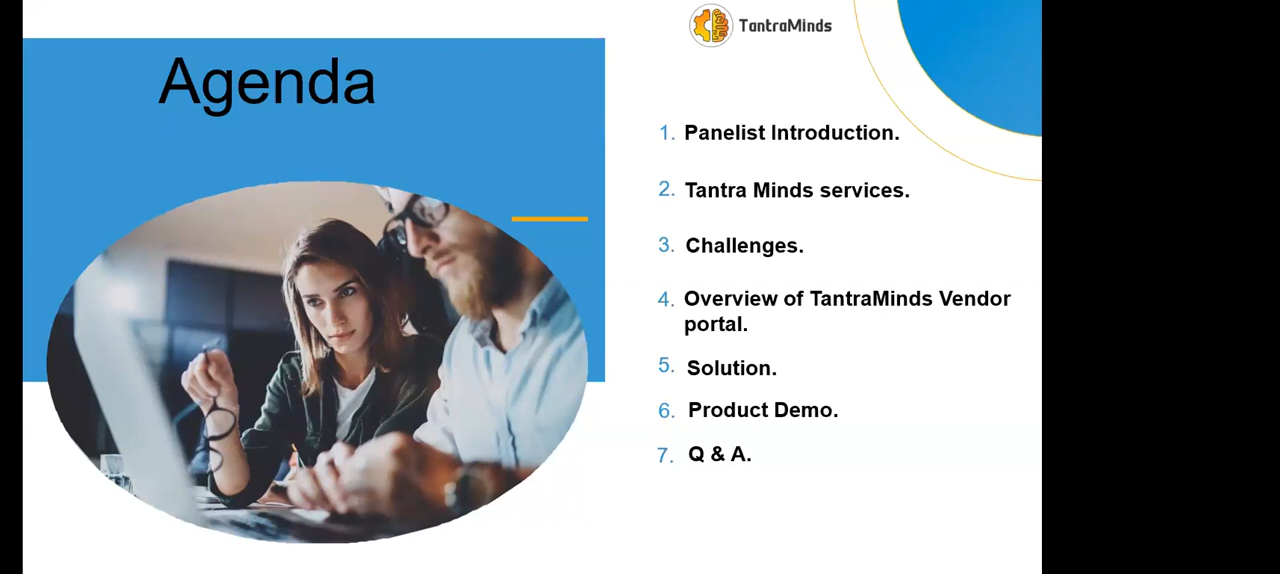 TantraMinds
Agenda
1. Panelist Introduction.
2. Tantra Minds services.
3. Challenges.
4. Overview of TantraMinds Vendor
portal.
5. Solution.
6. Product Demo.
7. Q & A.